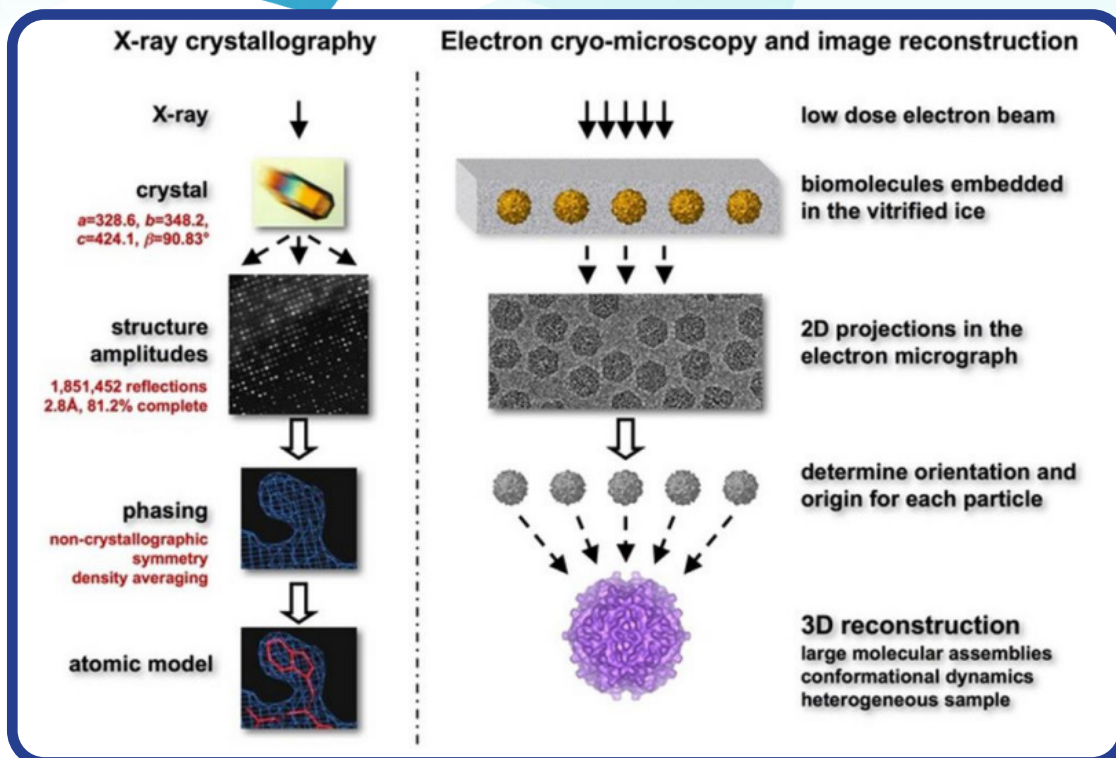 X-ray crystallography
X-ray
crystal
a=328.6, b=348.2,
c=424.1, β=90.83°
structure
amplitudes
1,851,452 reflections
2.8Å, 81.2% complete
phasing
non-crystallographic
symmetry
density averaging
atomic model
Electron cryo-microscopy and image reconstruction
low dose electron beam
biomolecules embedded
in the vitrified ice
2D projections in the
electron micrograph
determine orientation and
origin for each particle
3D reconstruction
large molecular assemblies
conformational dynamics
heterogeneous sample